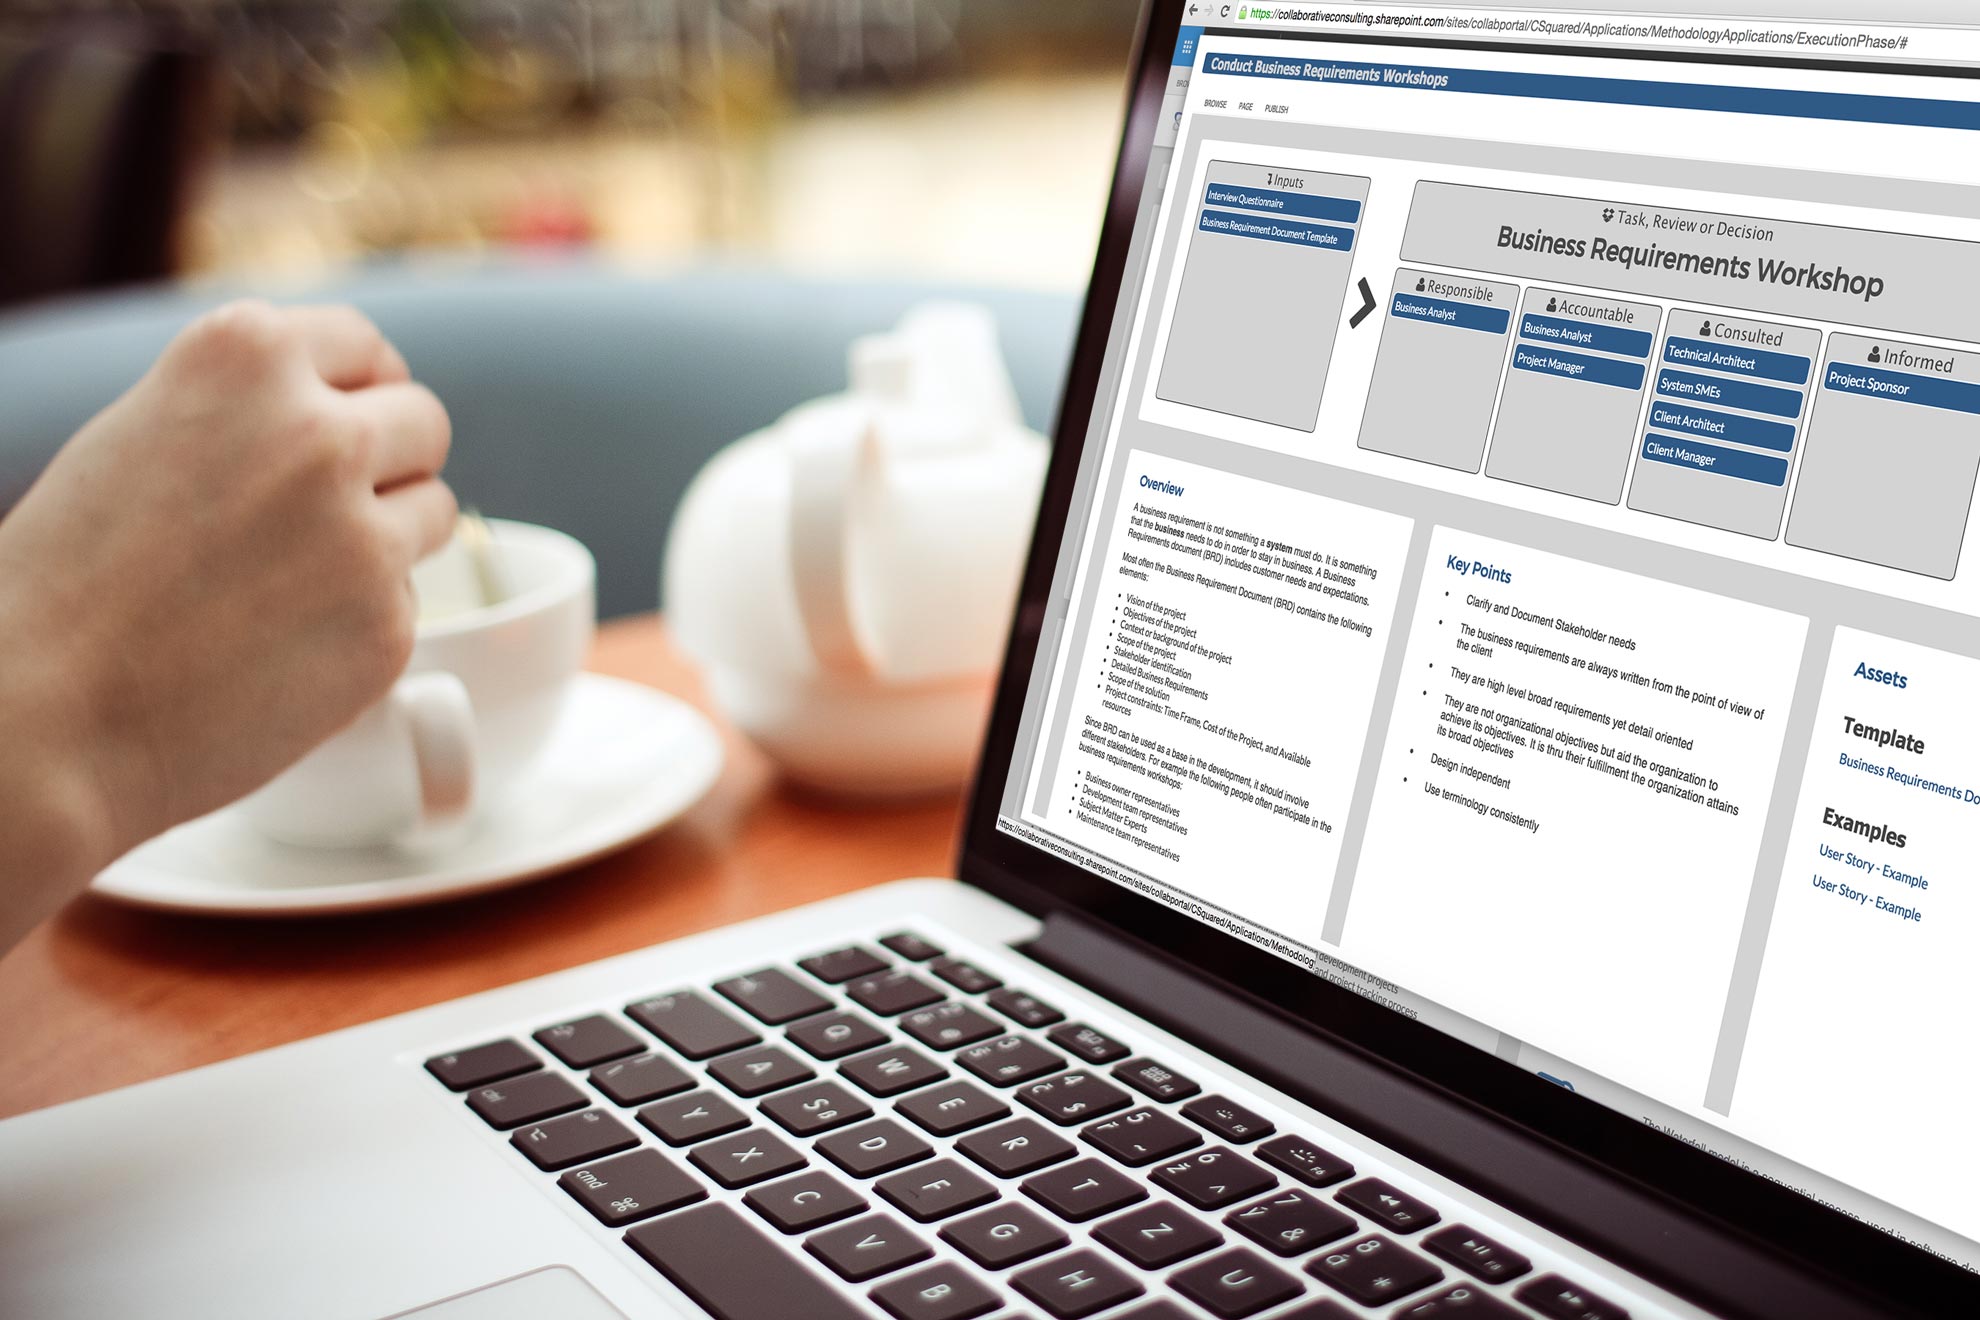 https://collaborativeconsulting.sharepoint.com/sites/collabportal/CSquared/Applications/MethodologyApplications/ExecutionPhase/#
Conduct Business Requirements Workshops
BROWSE PAGE PUBLISH
Inputs
Interview Questionnaire
Business Requirement Document Template
Task, Review or Decision
Business Requirements Workshop
Responsible
Business Analyst
Accountable
Business Analyst
Project Manager
Consulted
Technical Architect
System SMEs
Client Architect
Client Manager
Informed
Project Sponsor
Overview
A business requirement is not something a system must do. It is something
that the business needs to do in order to stay in business. A Business
Requirements document (BRD) includes customer needs and expectations.
Most often the Business Requirement Document (BRD) contains the following
elements:
• Vision of the project
• Objectives of the project
• Context or background of the project
• Scope of the project
• Stakeholder identification
• Detailed Business Requirements
• Scope of the solution
• Project constraints: Time Frame, Cost of the Project, and Available
resources
Since BRD can be used as a base in the development, it should involve
different stakeholders. For example the following people often participate in the
business requirements workshops:
• Business owner representatives
• Development team representatives
• Subject Matter Experts
• Maintenance team representatives
Key Points
• Clarify and Document Stakeholder needs
• The business requirements are always written from the point of view of
the client
• They are high level broad requirements yet detail oriented
• They are not organizational objectives but aid the organization to
achieve its objectives. It is thru their fulfillment the organization attains
its broad objectives
• Design independent
• Use terminology consistently
Assets
Template
Business Requirements Do
Examples
User Story - Example
User Story - Example
https://collaborativeconsulting.sharepoint.com/sites/collabportal/CSquared/Applications/Methodolog
development projects
and project tracking process
The Waterfall model is a sequential process, used in software
cmd ⌘
Y X C V B
A S D F G H
Q W E R T Z U
3 #
4 $
5 ~
6 ^
7 &
8 *
9
F4 F5 F6 F7 F8